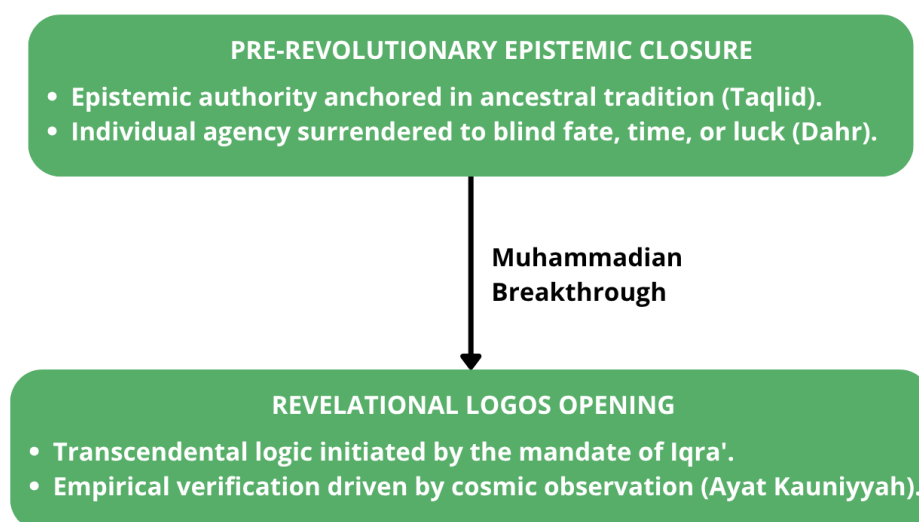 PRE-REVOLUTIONARY EPISTEMIC CLOSURE
• Epistemic authority anchored in ancestral tradition (Taqlid).
• Individual agency surrendered to blind fate, time, or luck (Dahr).
Muhammadian
Breakthrough
REVELATIONAL LOGOS OPENING
• Transcendental logic initiated by the mandate of Iqra'.
• Empirical verification driven by cosmic observation (Ayat Kauniyyah).